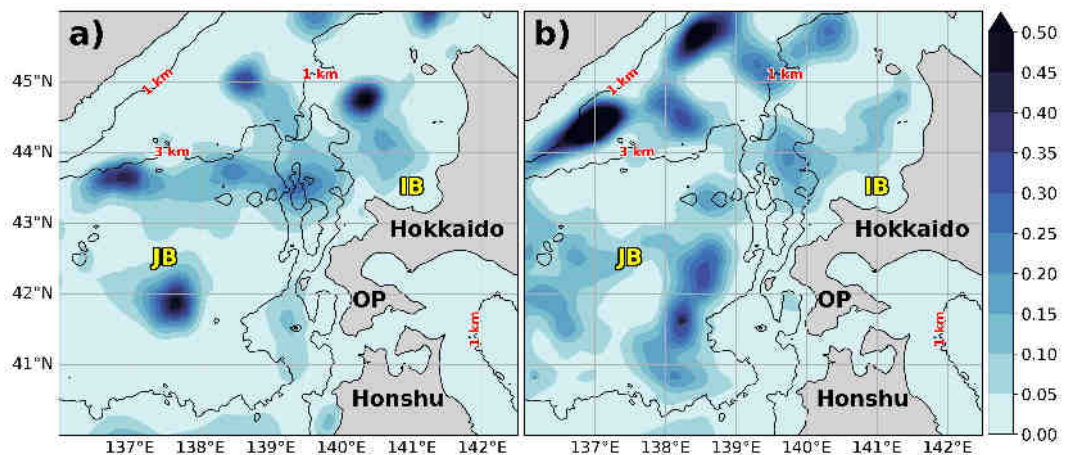 a)
b)
0.50
0.45
0.40
0.35
0.30
0.25
0.20
0.15
0.10
0.05
0.00
45°N
44°N
43°N
42°N
41°N
1 km
1 km
3 km
IB
Hokkaido
JB
OP
1 km
Honshu
1 km
1 km
3 km
IB
Hokkaido
JB
OP
1 km
Honshu
137°E 138°E 139°E 140°E 141°E 142°E
137°E 138°E 139°E 140°E 141°E 142°E